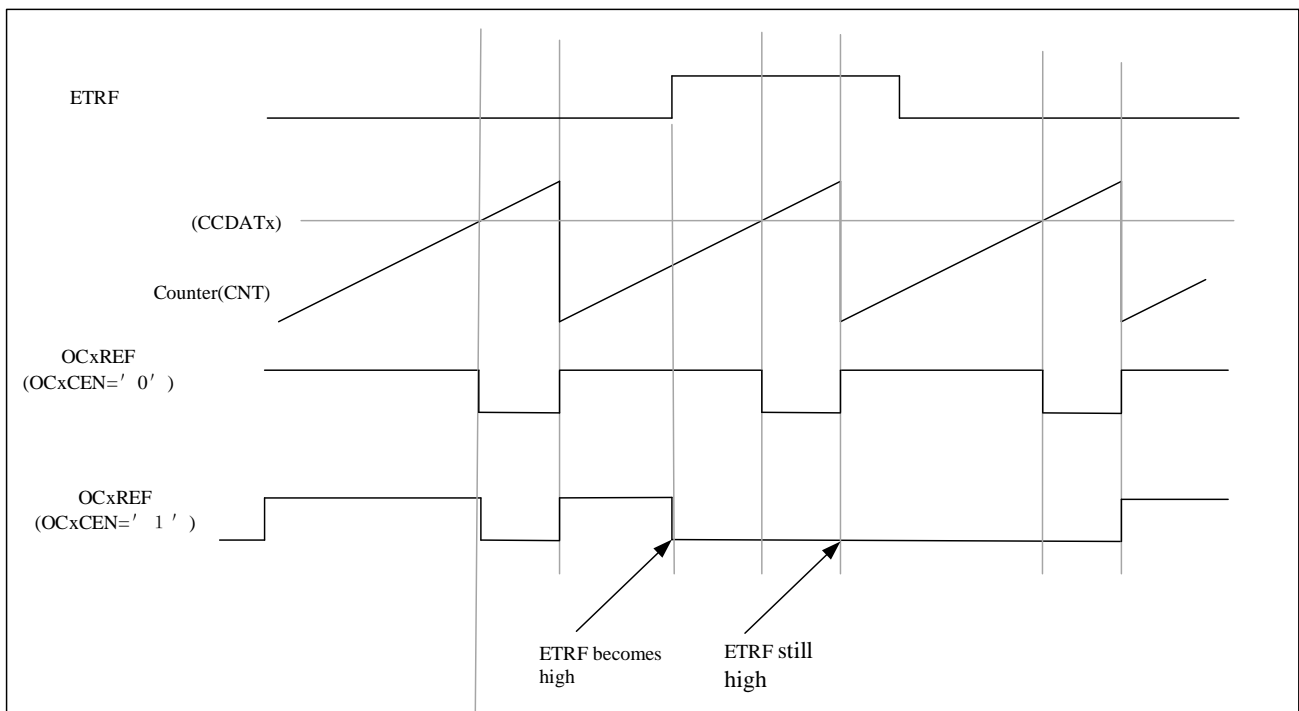 ETRF
(CCDATx)
Counter(CNT)
OCxREF
(OCxCEN=’ 0’ )
OCxREF
(OCxCEN=’ 1 ’ )
ETRF becomes
high
ETRF still
high